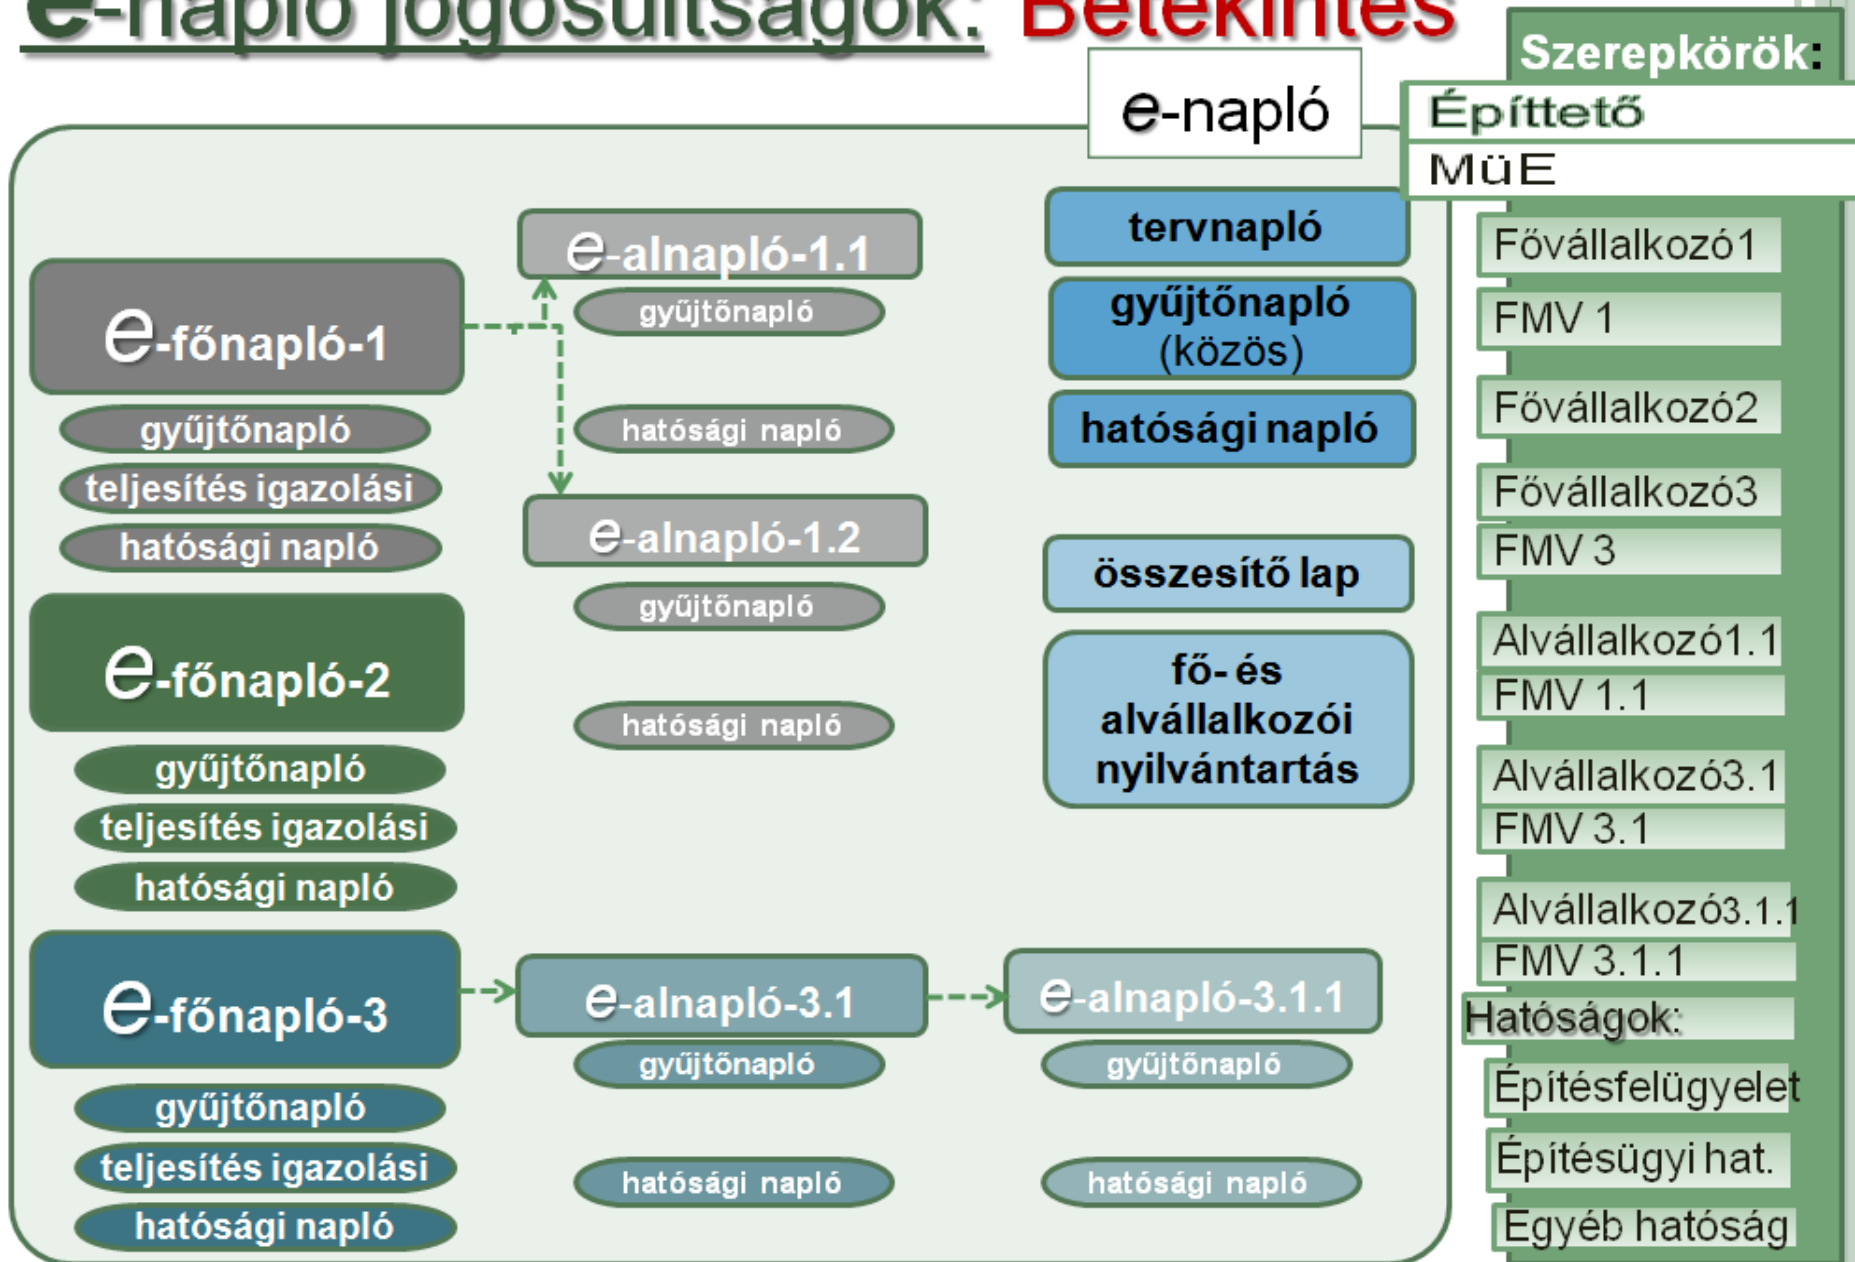 e-napló jogosultságok: Betekintés
e-napló
e-főnapló-1
gyűjtőnapló
teljesítés igazolási
hatósági napló
e-főnapló-2
gyűjtőnapló
teljesítés igazolási
hatósági napló
e-főnapló-3
gyűjtőnapló
teljesítés igazolási
hatósági napló
e-alnapló-1.1
gyűjtőnapló
hatósági napló
e-alnapló-1.2
gyűjtőnapló
hatósági napló
e-alnapló-3.1
gyűjtőnapló
hatósági napló
e-alnapló-3.1.1
gyűjtőnapló
hatósági napló
tervnapló
gyűjtőnapló
(közös)
hatósági napló
összesítő lap
fő- és
alvállalkozói
nyilvántartás
Szerepkörök:
Építtető
MüE
Fővállalkozó1
FMV 1
Fővállalkozó2
Fővállalkozó3
FMV 3
Alvállalkozó1.1
FMV 1.1
Alvállalkozó3.1
FMV 3.1
Alvállalkozó3.1.1
FMV 3.1.1
Hatóságok:
Építésfelügyelet
Építésügyi hat.
Egyéb hatóság